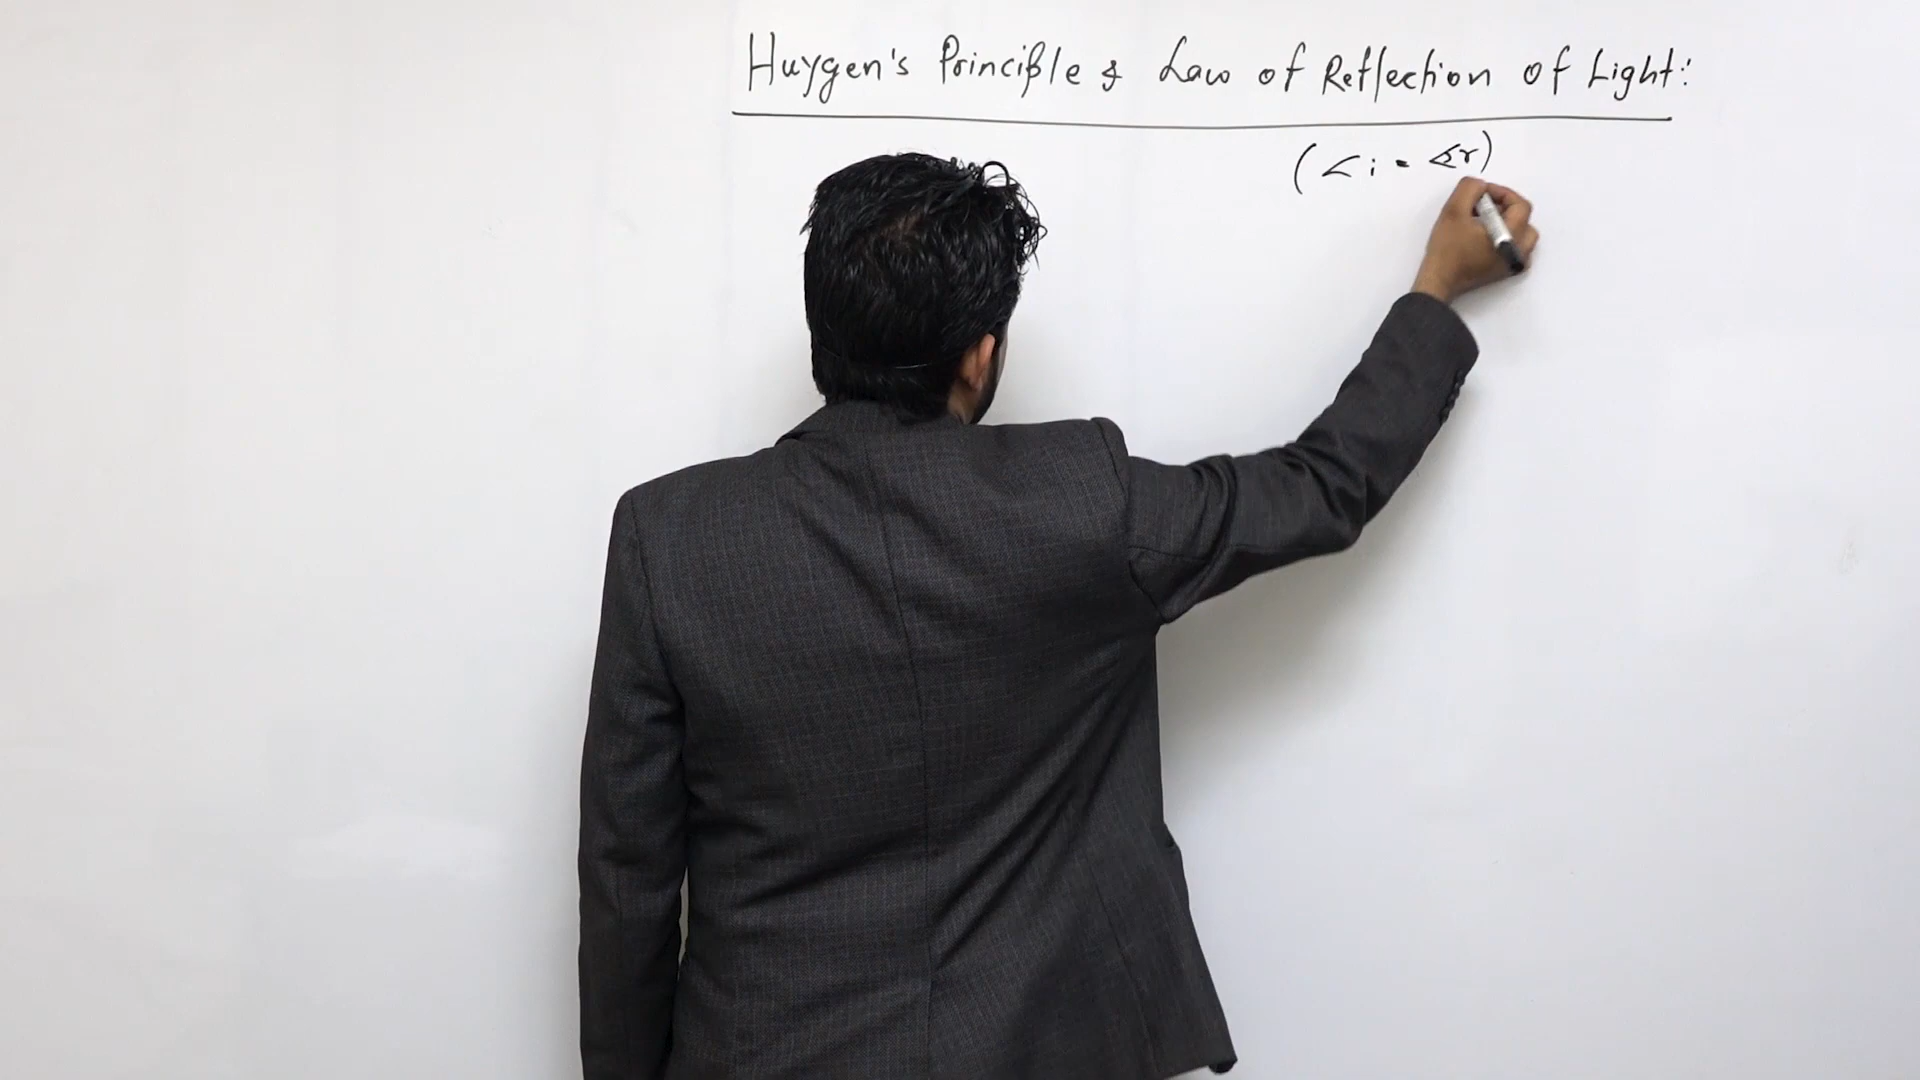 Huygen's Principle & Law of Reflection of Light:
(∠i = ∠r)